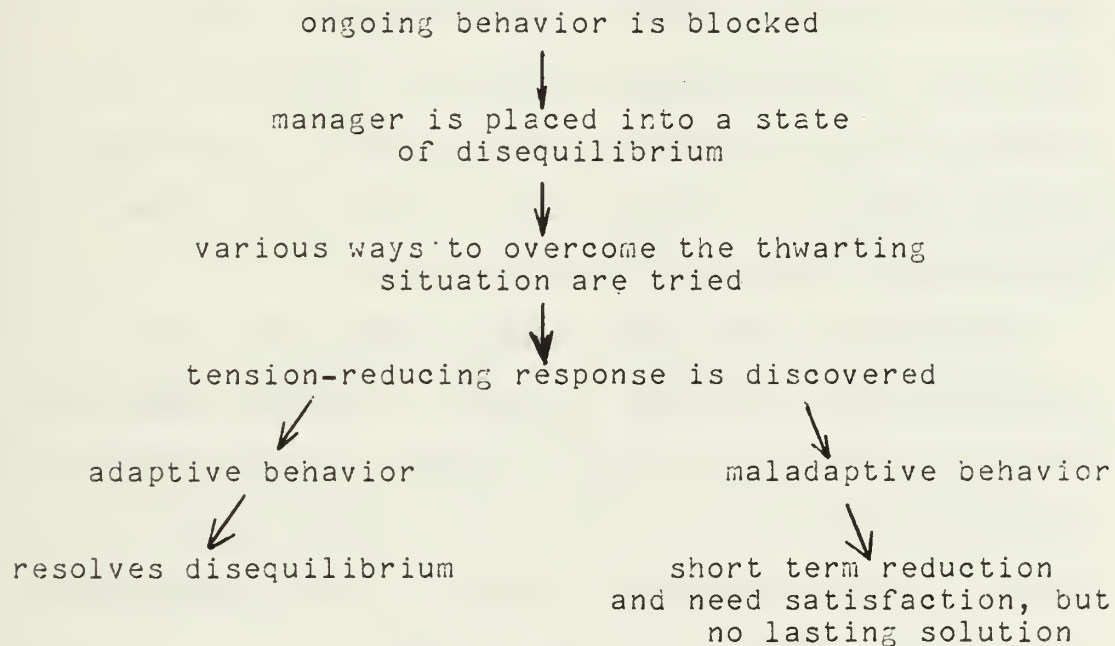 ongoing behavior is blocked
manager is placed into a state
of disequilibrium
various ways to overcome the thwarting
situation are tried
tension-reducing response is discovered
adaptive behavior
maladaptive behavior
resolves disequilibrium
short term reduction
and need satisfaction, but
no lasting solution